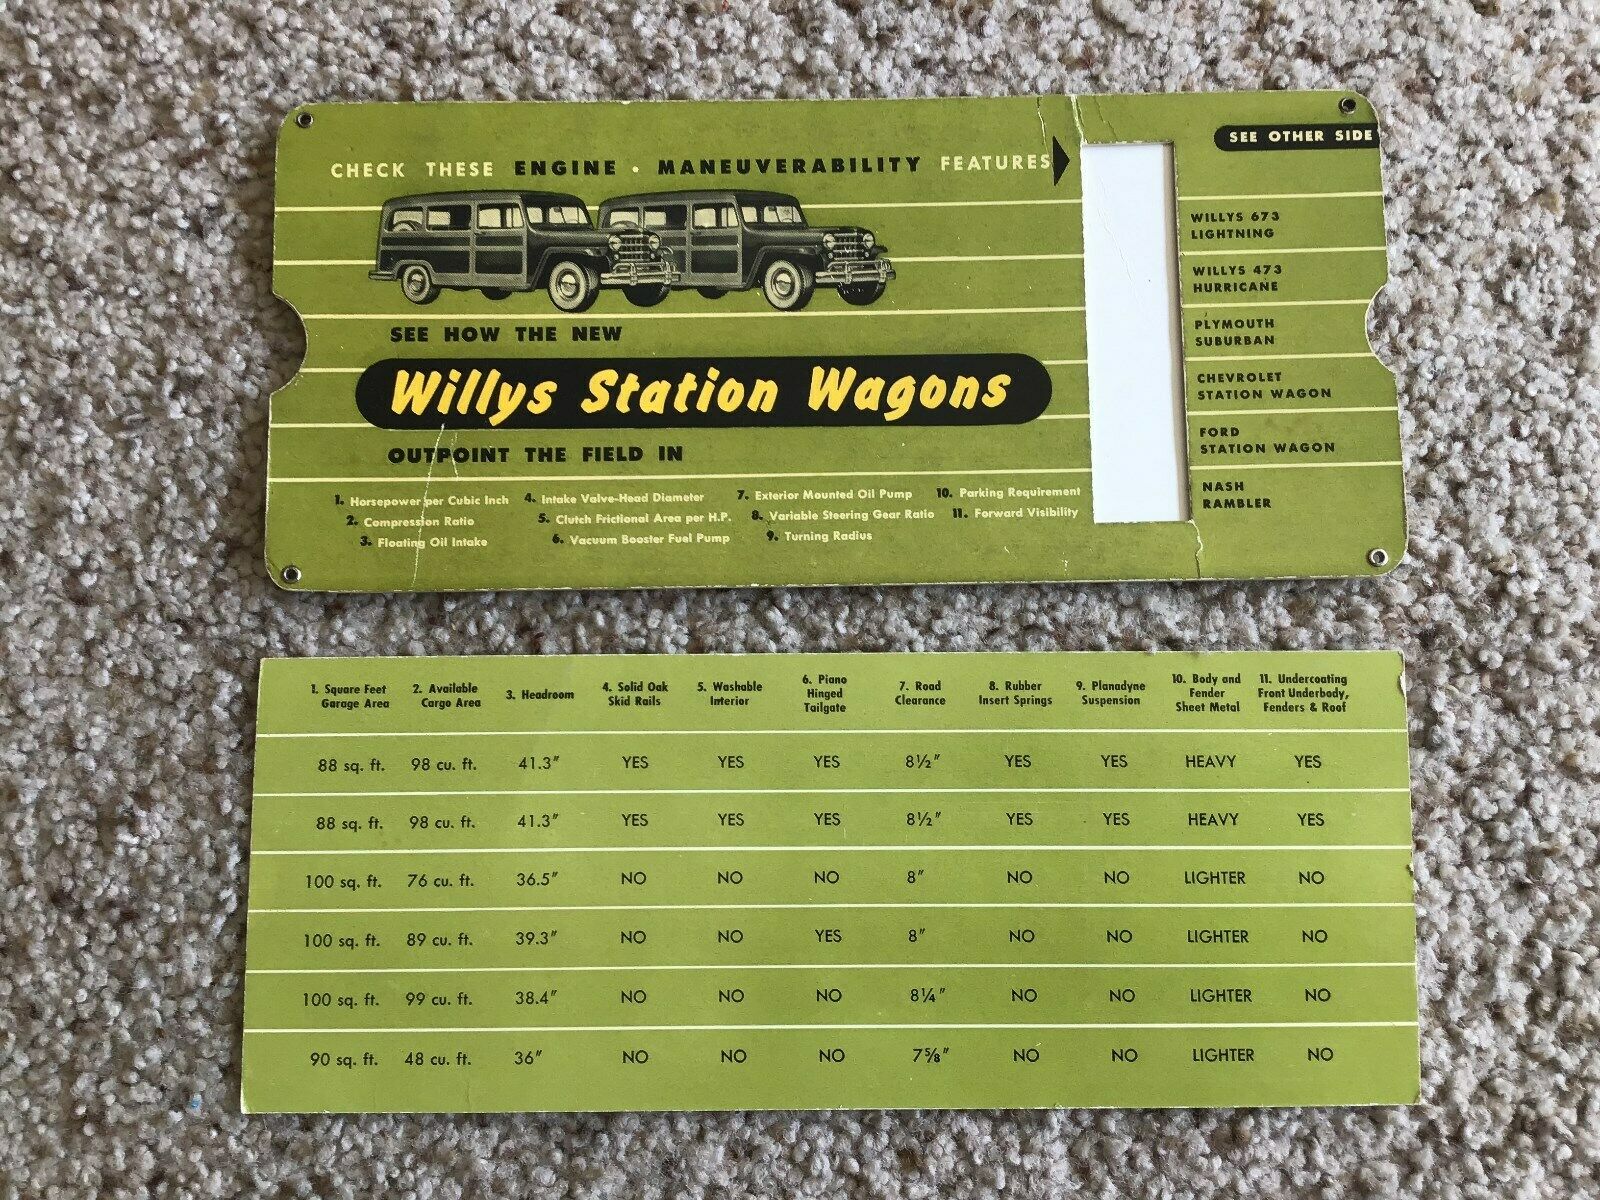 CHECK THESE ENGINE • MANEUVERABILITY FEATURES
SEE OTHER SIDE
SEE HOW THE NEW
Willys Station Wagons
OUTPOINT THE FIELD IN
1. Horsepower per Cubic Inch
2. Compression Ratio
3. Floating Oil Intake
4. Intake Valve-Head Diameter
5. Clutch Frictional Area per H.P.
6. Vacuum Booster Fuel Pump
7. Exterior Mounted Oil Pump
8. Variable Steering Gear Ratio
9. Turning Radius
10. Parking Requirement
11. Forward Visibility
WILLYS 673
LIGHTNING
WILLYS 473
HURRICANE
PLYMOUTH
SUBURBAN
CHEVROLET
STATION WAGON
FORD
STATION WAGON
NASH
RAMBLER
1. Square Feet
Garage Area
2. Available
Cargo Area
3. Headroom
4. Solid Oak
Skid Rails
5. Washable
Interior
6. Piano
Hinged
Tailgate
7. Road
Clearance
8. Rubber
Insert Springs
9. Planadyne
Suspension
10. Body and
Fender
Sheet Metal
11. Undercoating
Front Underbody,
Fenders & Roof
88 sq. ft. 98 cu. ft. 41.3" YES YES YES 8½" YES YES HEAVY YES
88 sq. ft. 98 cu. ft. 41.3" YES YES YES 8½" YES YES HEAVY YES
100 sq. ft. 76 cu. ft. 36.5" NO NO NO 8" NO NO LIGHTER NO
100 sq. ft. 89 cu. ft. 39.3" NO NO YES 8" NO NO LIGHTER NO
100 sq. ft. 99 cu. ft. 38.4" NO NO NO 8¼" NO NO LIGHTER NO
90 sq. ft. 48 cu. ft. 36" NO NO NO 7⅝" NO NO LIGHTER NO